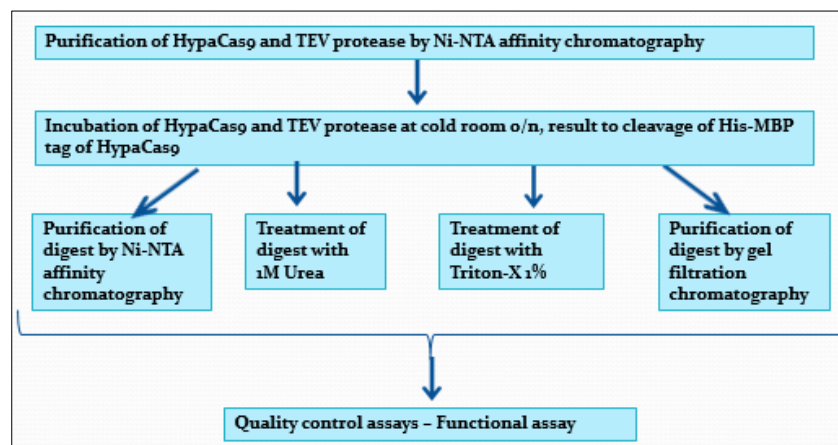 Purification of HypaCas9 and TEV protease by Ni-NTA affinity chromatography
Incubation of HypaCas9 and TEV protease at cold room o/n, result to cleavage of His-MBP
tag of HypaCas9
Purification of
digest by Ni-NTA
affinity
chromatography
Treatment of
digest with
1M Urea
Treatment of
digest with
Triton-X 1%
Purification of
digest by gel
filtration
chromatography
Quality control assays – Functional assay